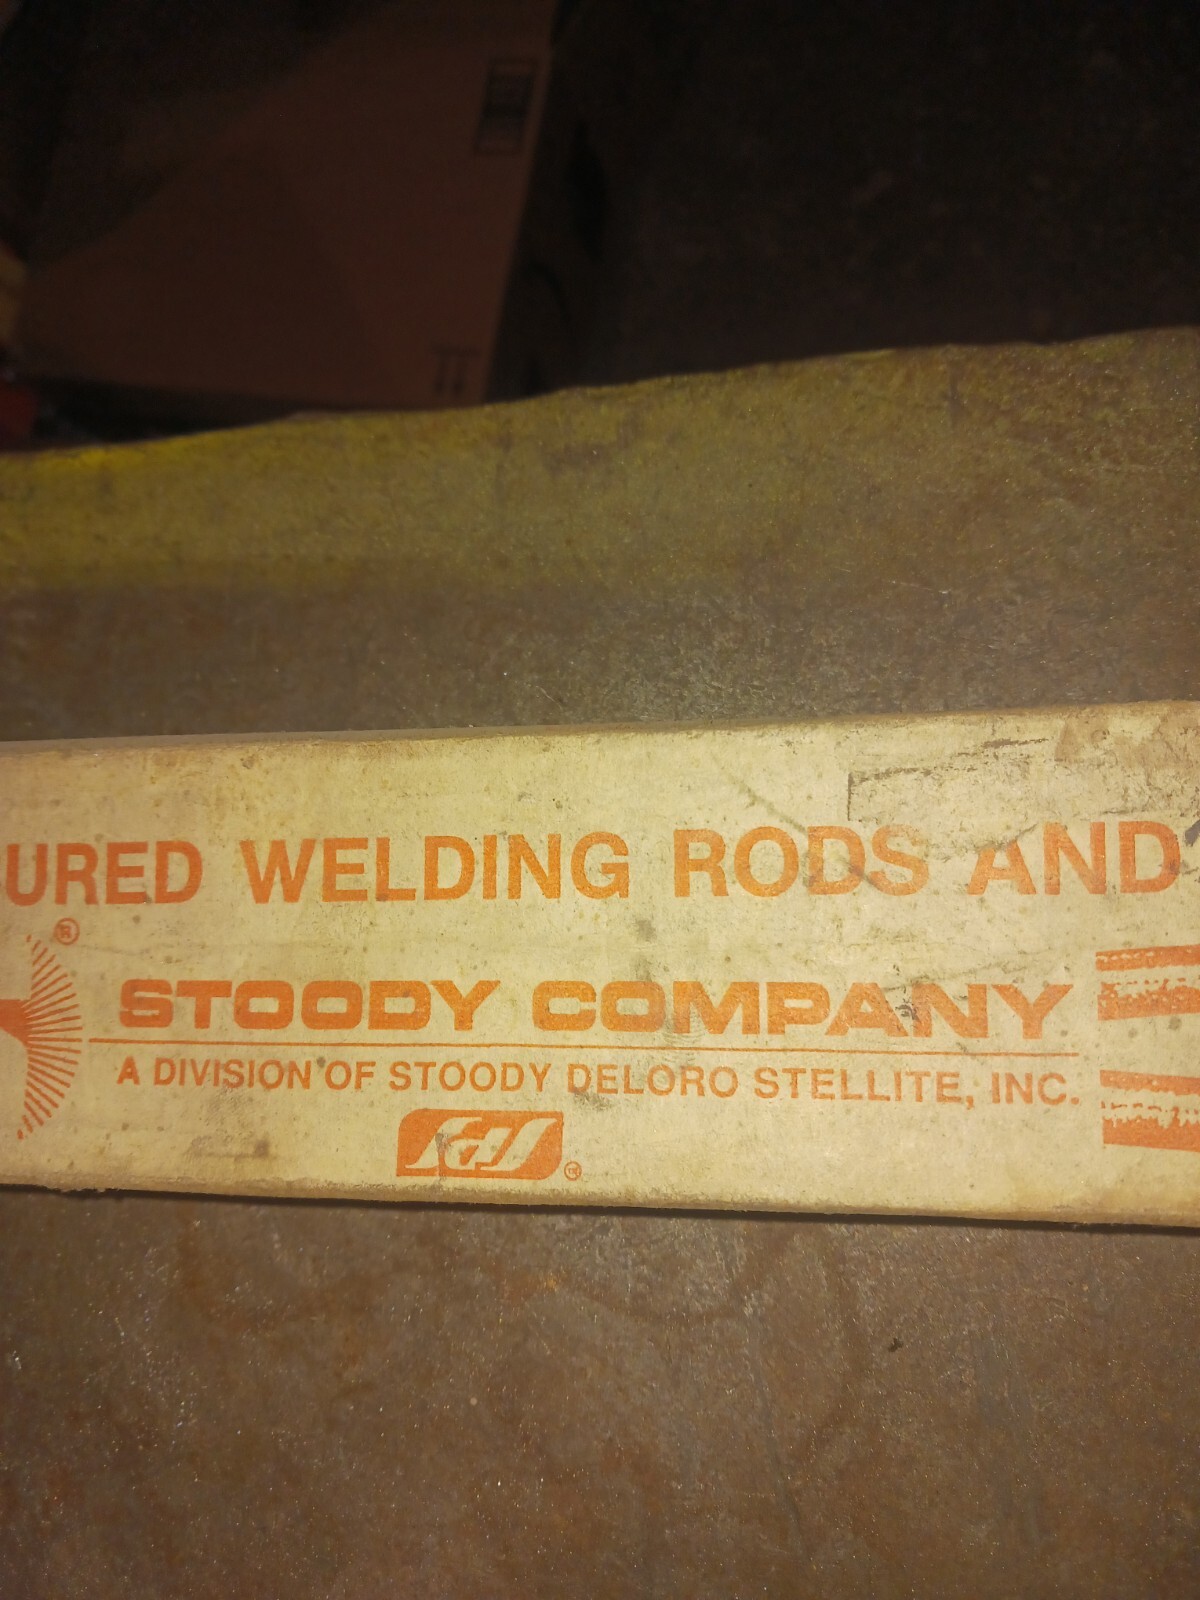 URED WELDING RODS AND
®
STOODY COMPANY
A DIVISION OF STOODY DELORO STELLITE, INC.